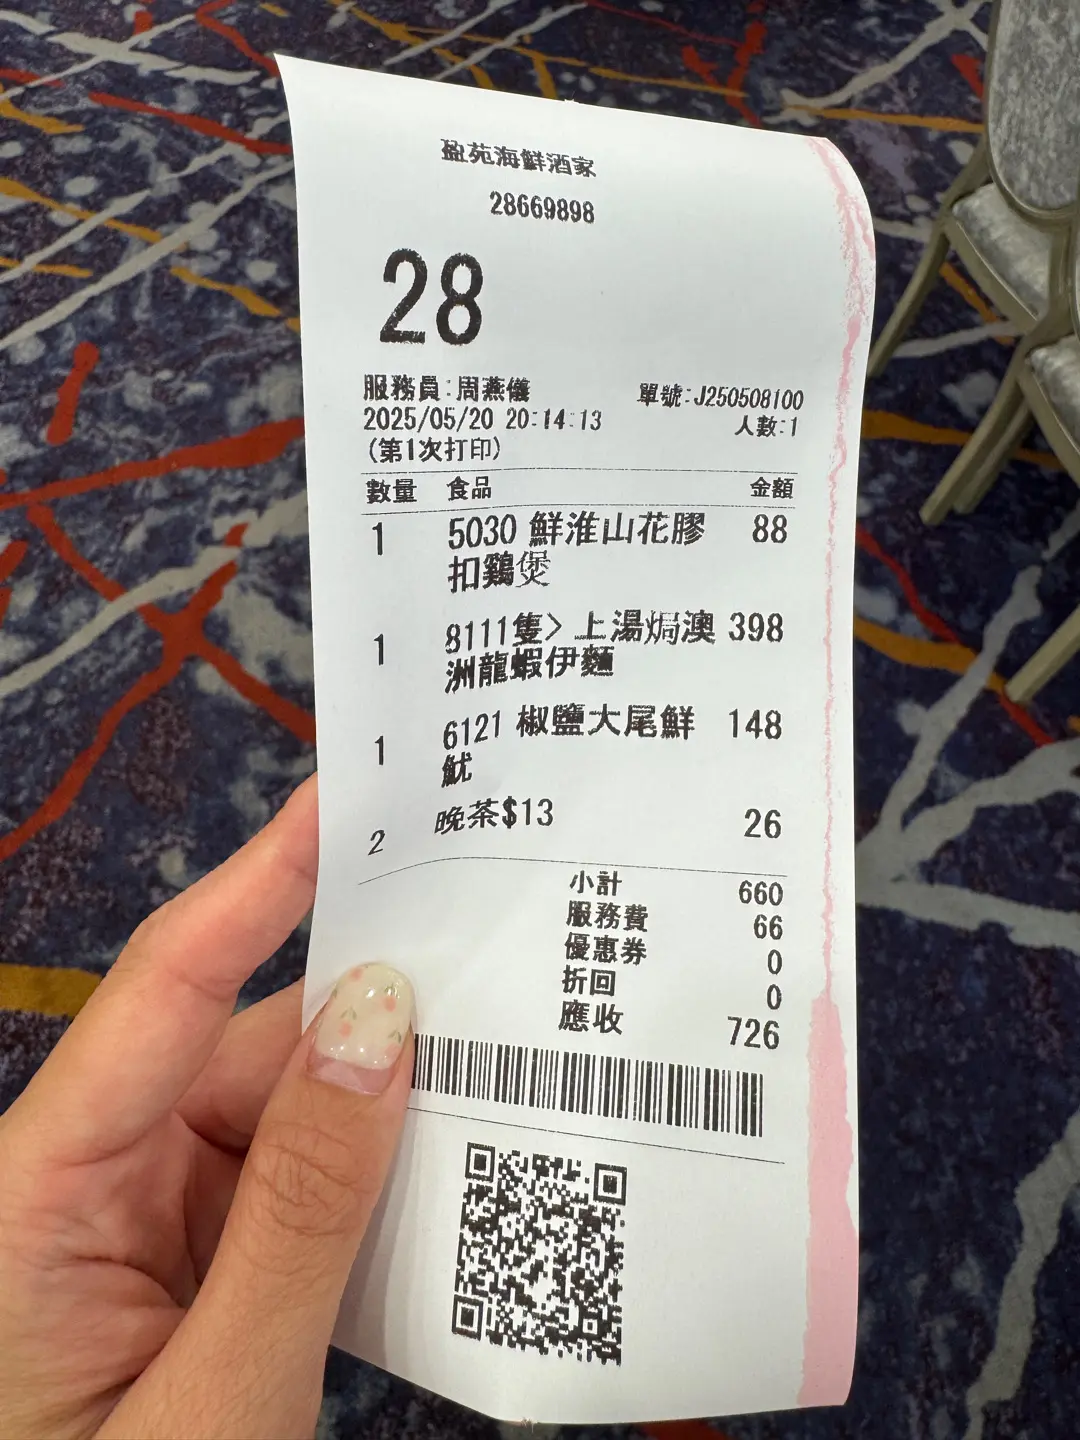 盈苑海鮮酒家
28669898
28
服務員:周燕儀 單號:J250508100
2025/05/20 20:14:13 人數:1
(第1次打印)
數量 食品 金額
1 5030 鮮淮山花膠 88
扣鷄煲
1 8111隻> 上湯焗澳 398
洲龍蝦伊麵
1 6121 椒鹽大尾鮮 148
魷
2 晚茶$13 26
小計 660
服務費 66
優惠券 0
折回 0
應收 726